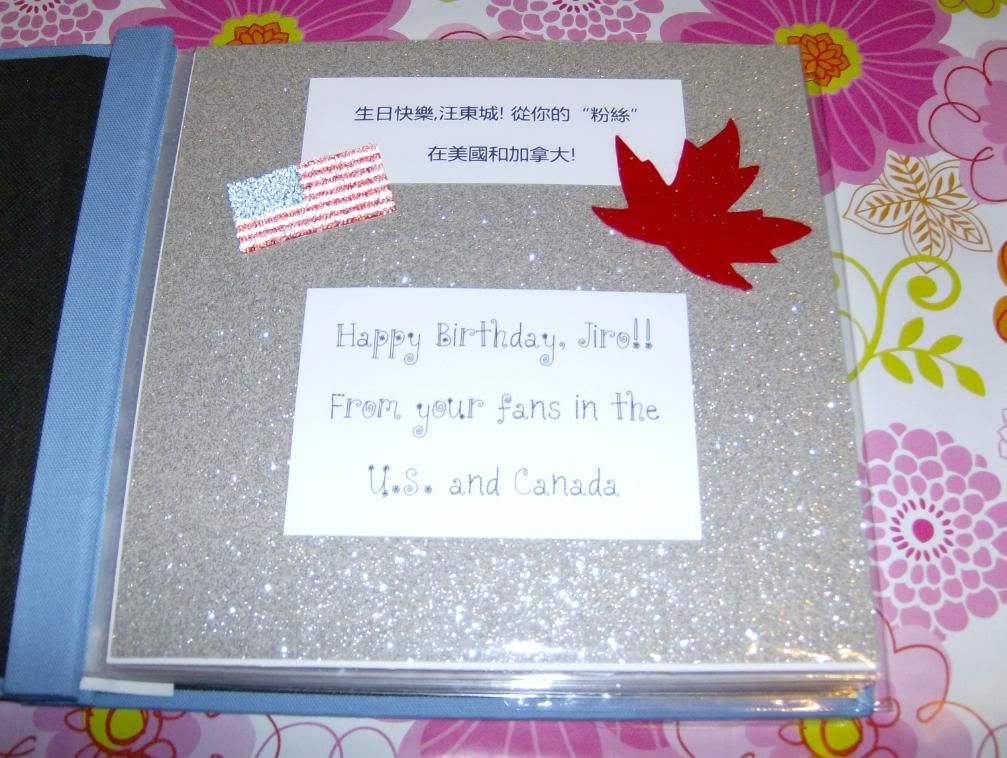 生日快樂,汪東城! 從你的“粉絲”
在美國和加拿大!
Happy Birthday, Jiro!!
From your fans in the
U.S. and Canada